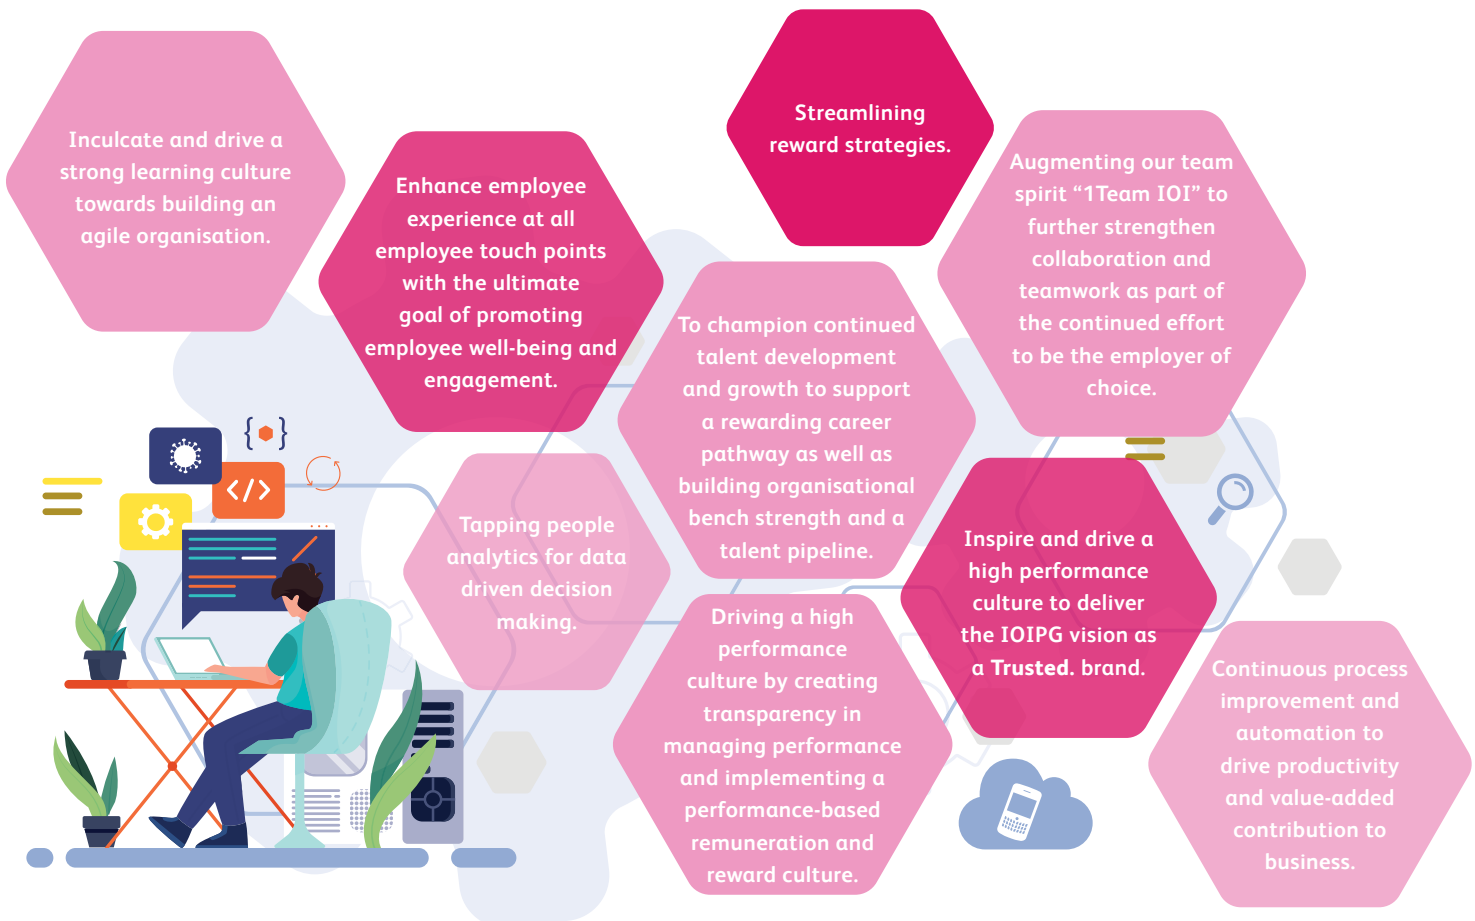 Inculcate and drive a
strong learning culture
towards building an
agile organisation.
Enhance employee
experience at all
employee touch points
with the ultimate
goal of promoting
employee well-being and
engagement.
Streamlining
reward strategies.
Augmenting our team
spirit “1Team IOI” to
further strengthen
collaboration and
teamwork as part of
the continued effort
to be the employer of
choice.
To champion continued
talent development
and growth to support
a rewarding career
pathway as well as
building organisational
bench strength and a
talent pipeline.
Tapping people
analytics for data
driven decision
making.
Inspire and drive a
high performance
culture to deliver
the IOIPG vision as
a Trusted. brand.
Driving a high
performance
culture by creating
transparency in
managing performance
and implementing a
performance-based
remuneration and
reward culture.
Continuous process
improvement and
automation to
drive productivity
and value-added
contribution to
business.